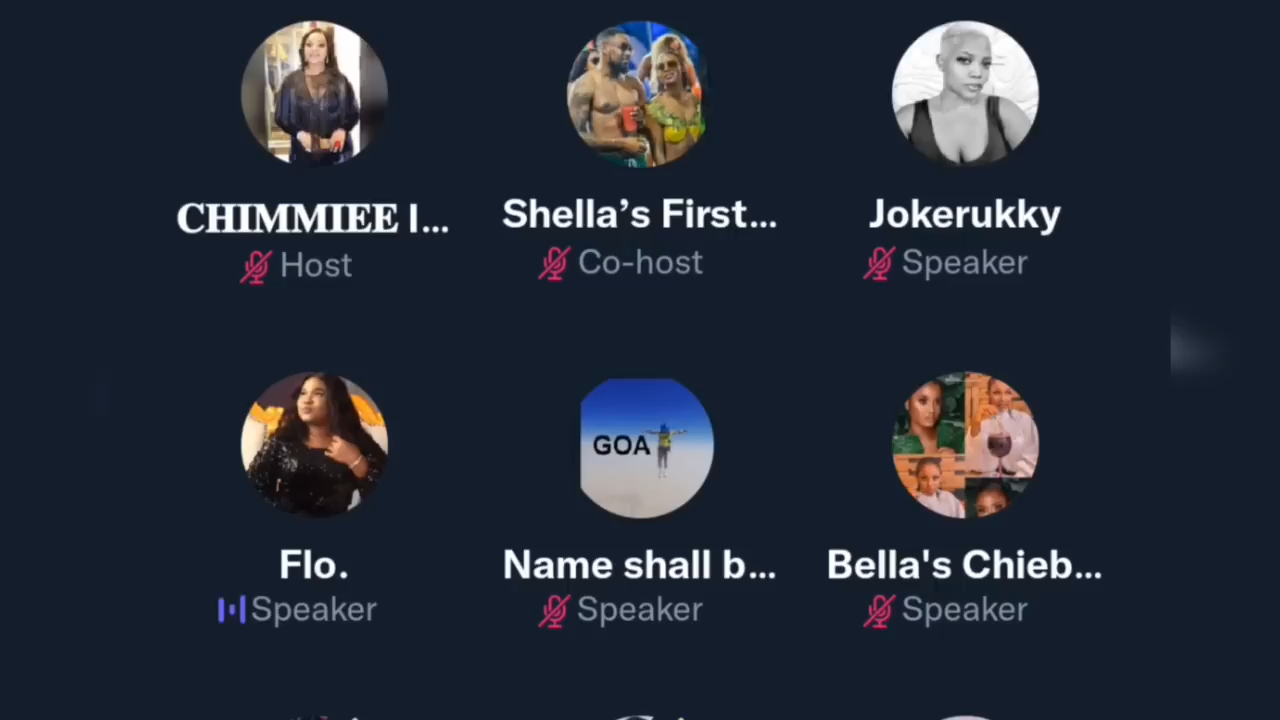 𝐂𝐇𝐈𝐌𝐌𝐈𝐄𝐄 |...
Host
Shella’s First...
Co-host
Jokerukky
Speaker
Flo.
Speaker
GOA
Name shall b...
Speaker
Bella's Chieb...
Speaker